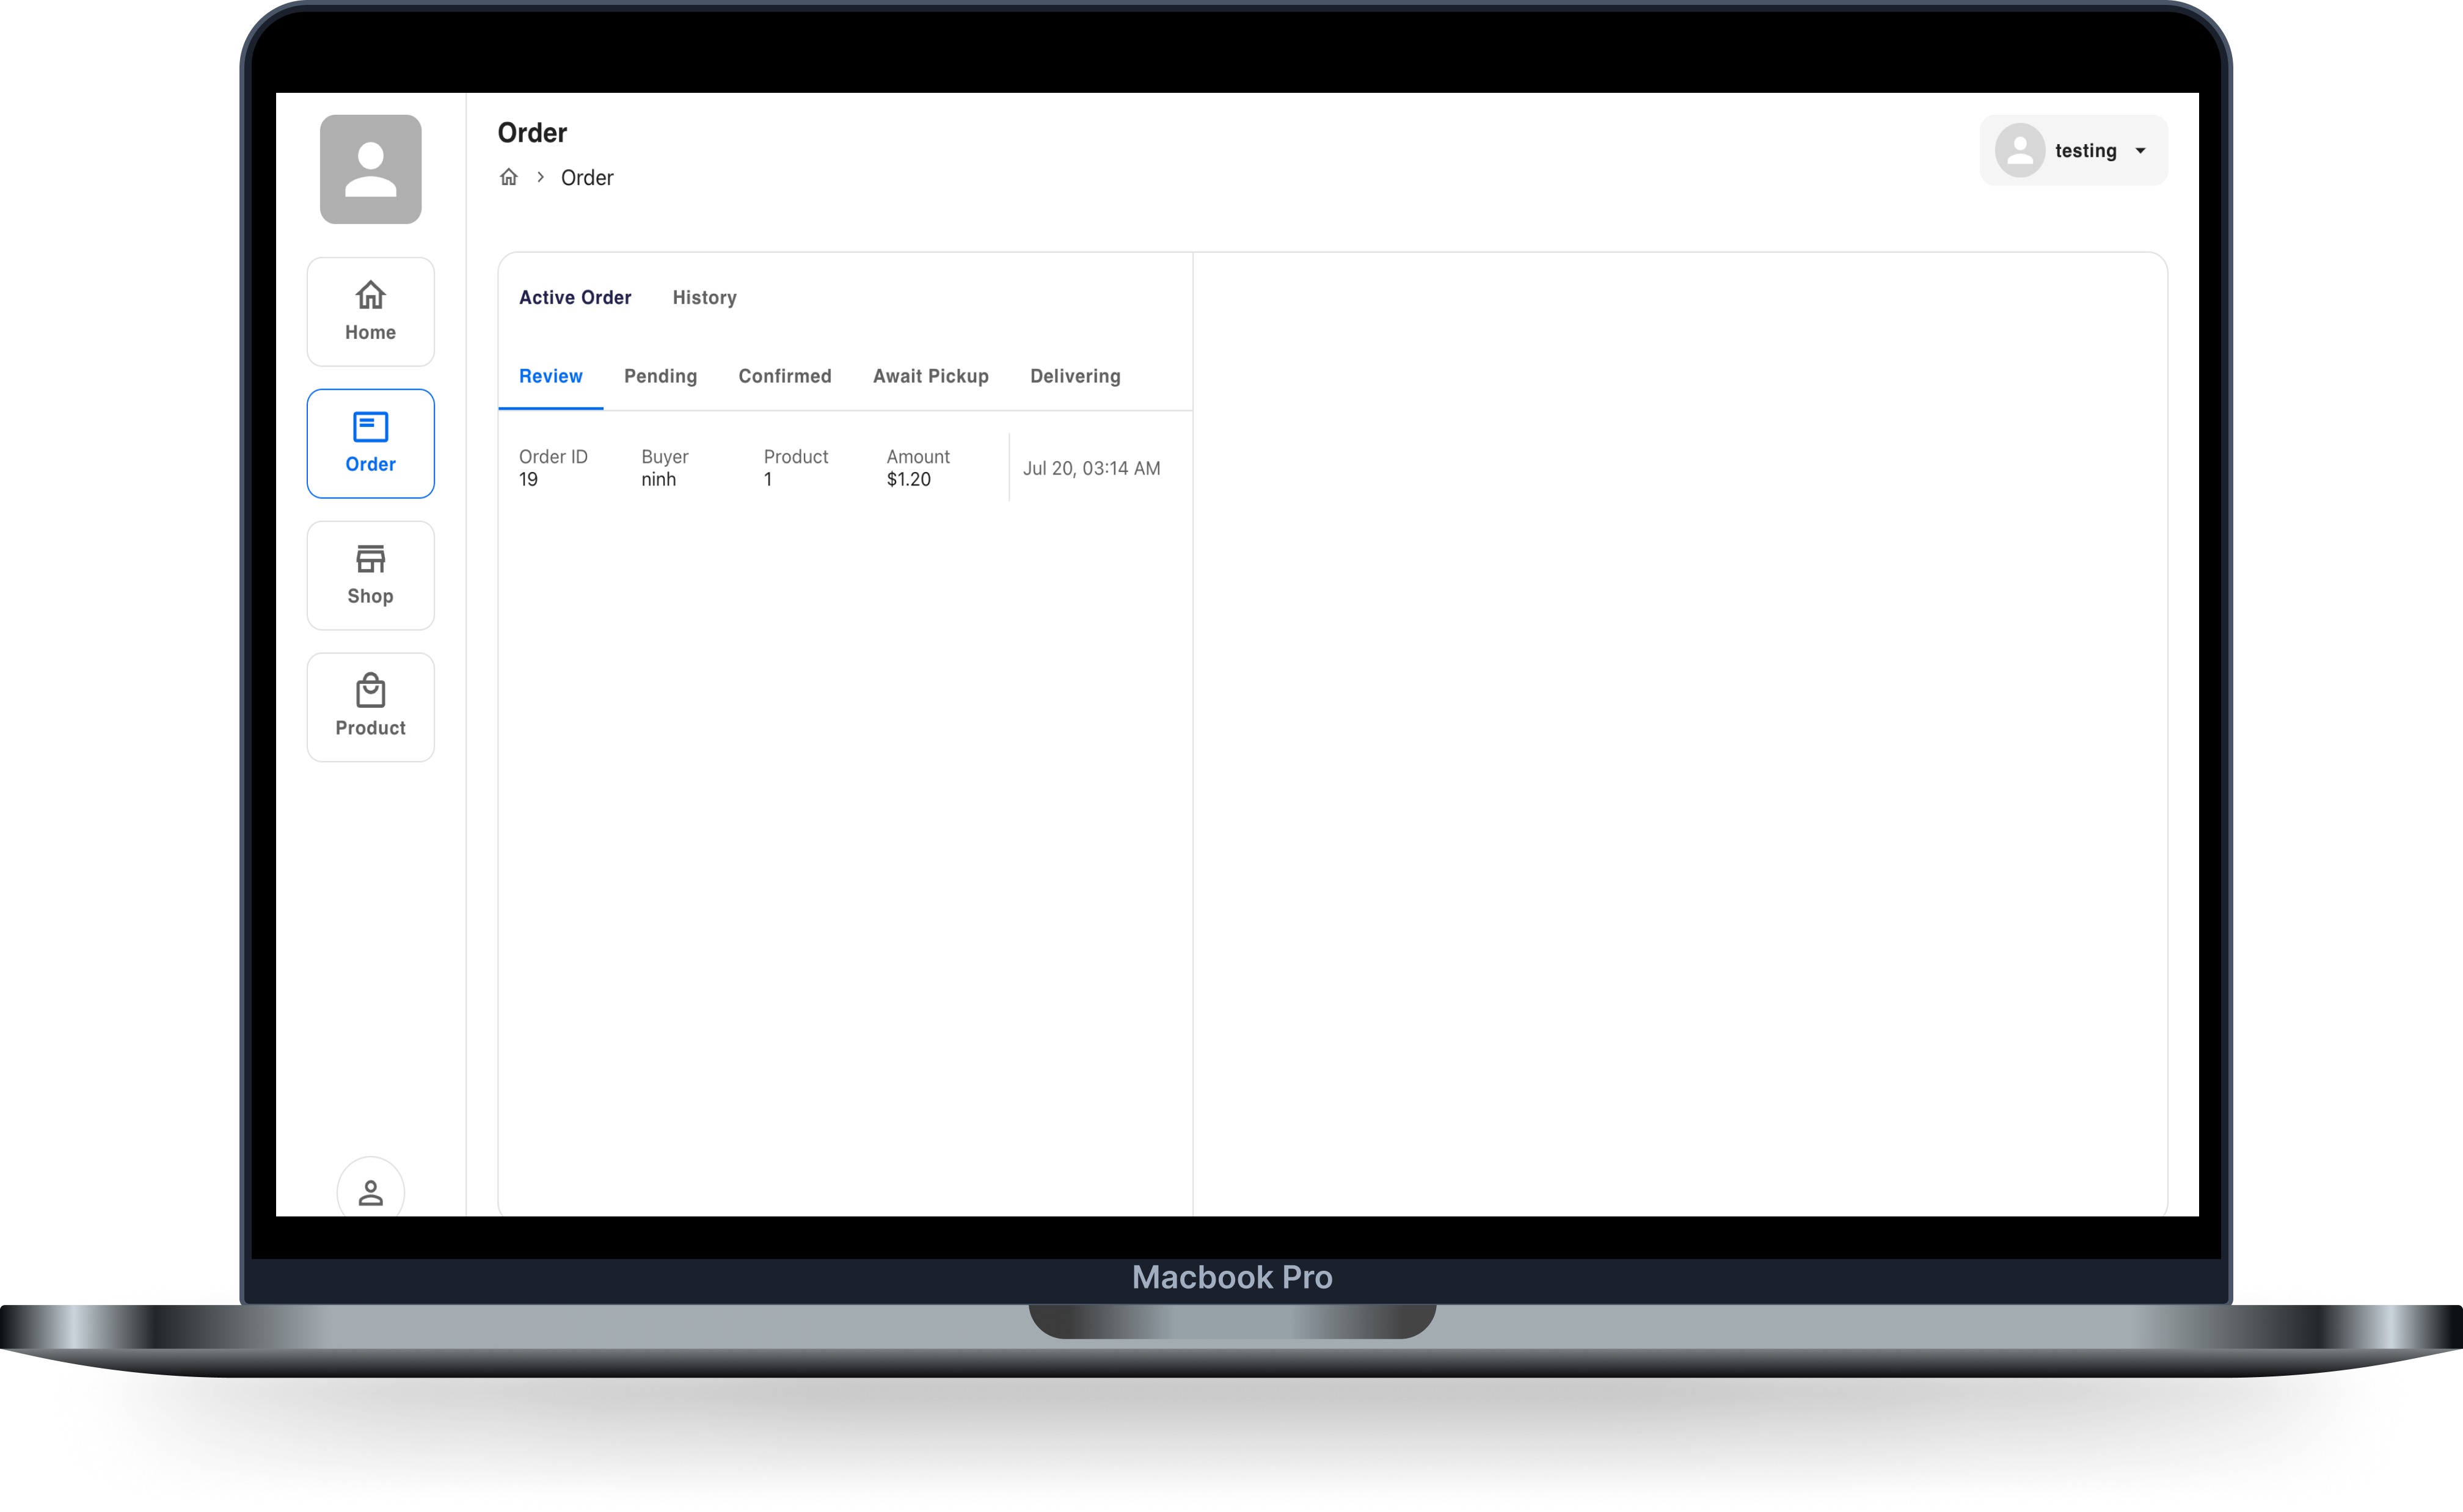 Order
Order
testing
Home
Order
Shop
Product
Active Order History
Review Pending Confirmed Await Pickup Delivering
Order ID Buyer Product Amount
19 ninh 1 $1.20
Jul 20, 03:14 AM
Macbook Pro